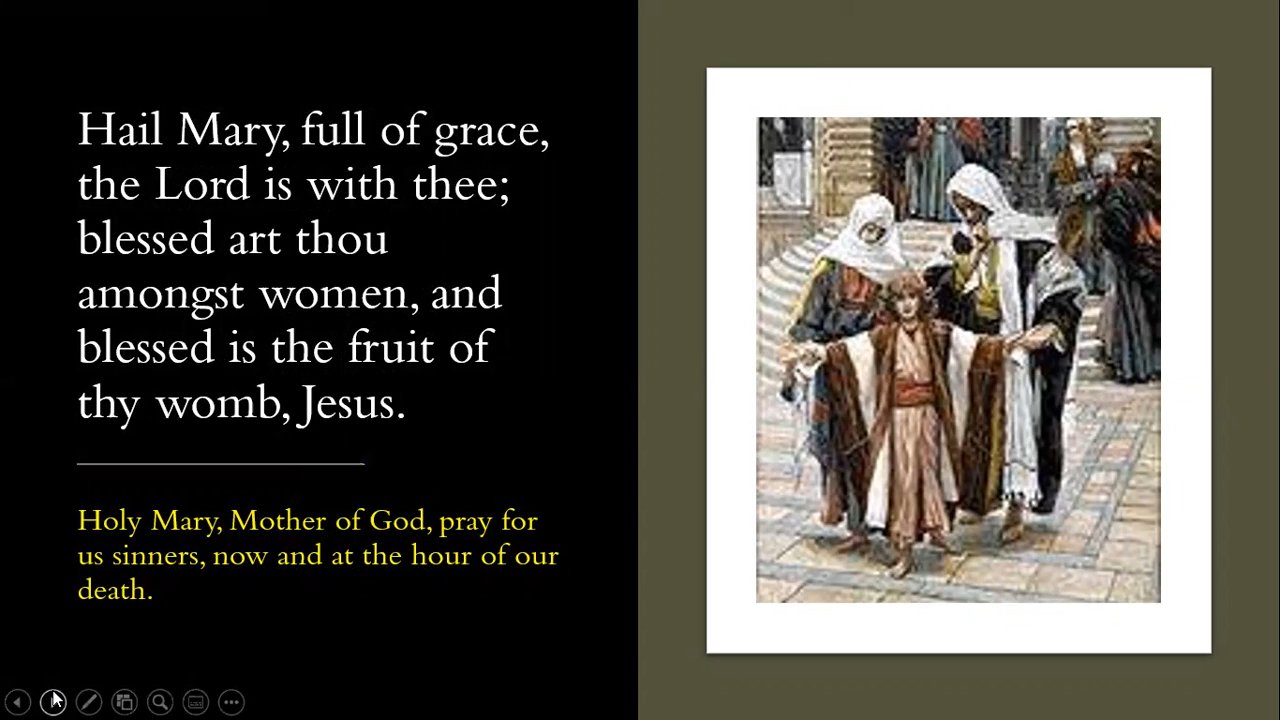 Hail Mary, full of grace,
the Lord is with thee;
blessed art thou
amongst women, and
blessed is the fruit of
thy womb, Jesus.
Holy Mary, Mother of God, pray for
us sinners, now and at the hour of our
death.